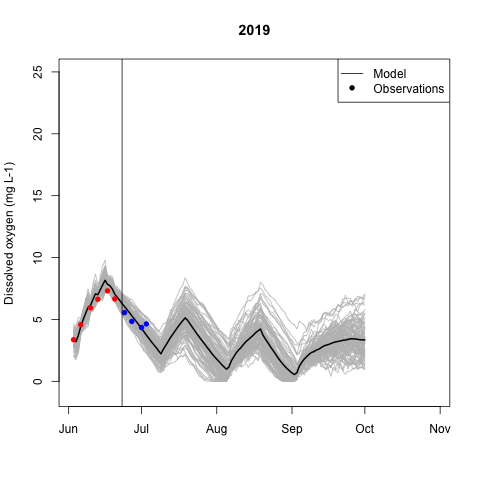 2019
Model
Observations
Dissolved oxygen (mg L-1)
25
20
15
10
5
0
Jun Jul Aug Sep Oct Nov